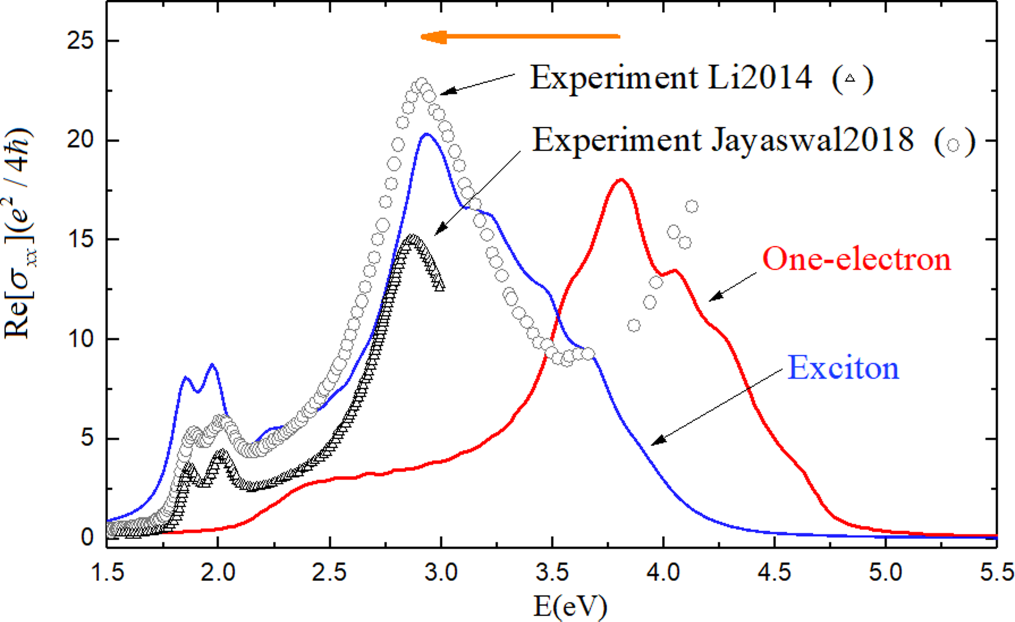 25
20
15
10
5
0
Re[σxx](e² / 4ħ)
Experiment Li2014 (△)
Experiment Jayaswal2018 (○)
One-electron
Exciton
1.5 2.0 2.5 3.0 3.5 4.0 4.5 5.0 5.5
E(eV)